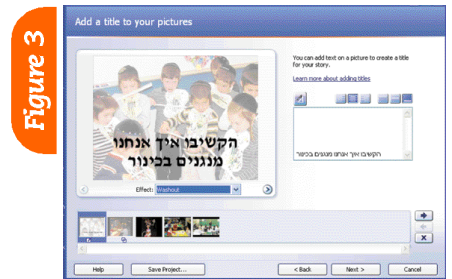 Figure 3
Add a title to your pictures
You can add text on a picture to create a title
for your story.
Learn more about adding titles
הקשיבו איך אנחנו
מנגנים בכינור
הקשיבו איך אנחנו מנגנים בכינור
Effect: Washout
Help
Save Project...
< Back
Next >
Cancel